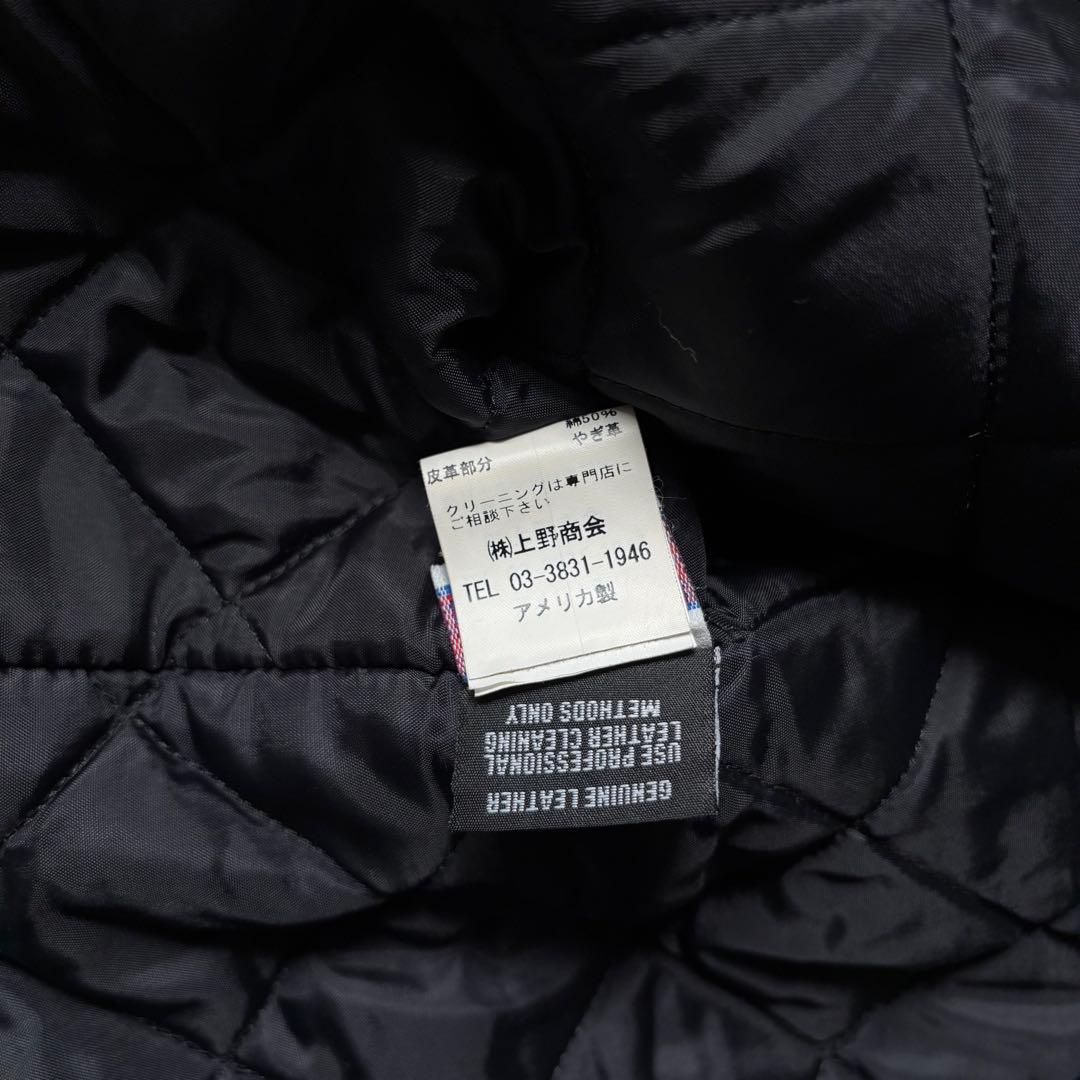 綿50%
皮革部分 やぎ革
クリーニングは専門店に
ご相談下さい
㈱上野商会
TEL 03-3831-1946
アメリカ製
GENUINE LEATHER
USE PROFESSIONAL
LEATHER CLEANING
METHODS ONLY